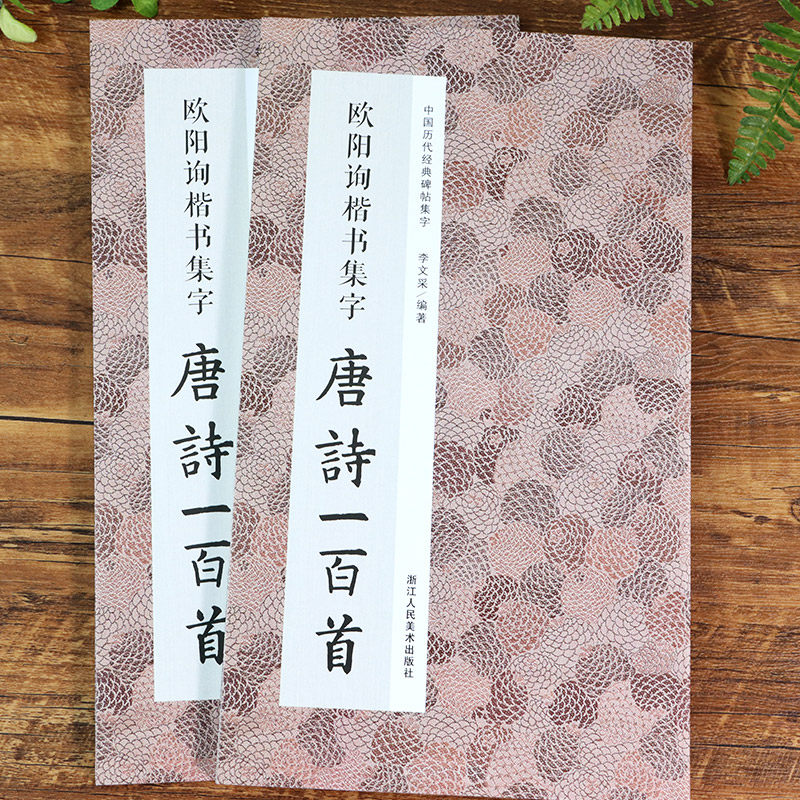 欧阳询楷书集字
唐詩一百首
欧阳询楷书集字
唐詩一百首
中国历代经典碑帖集字
李文采/编著
浙江人民美术出版社